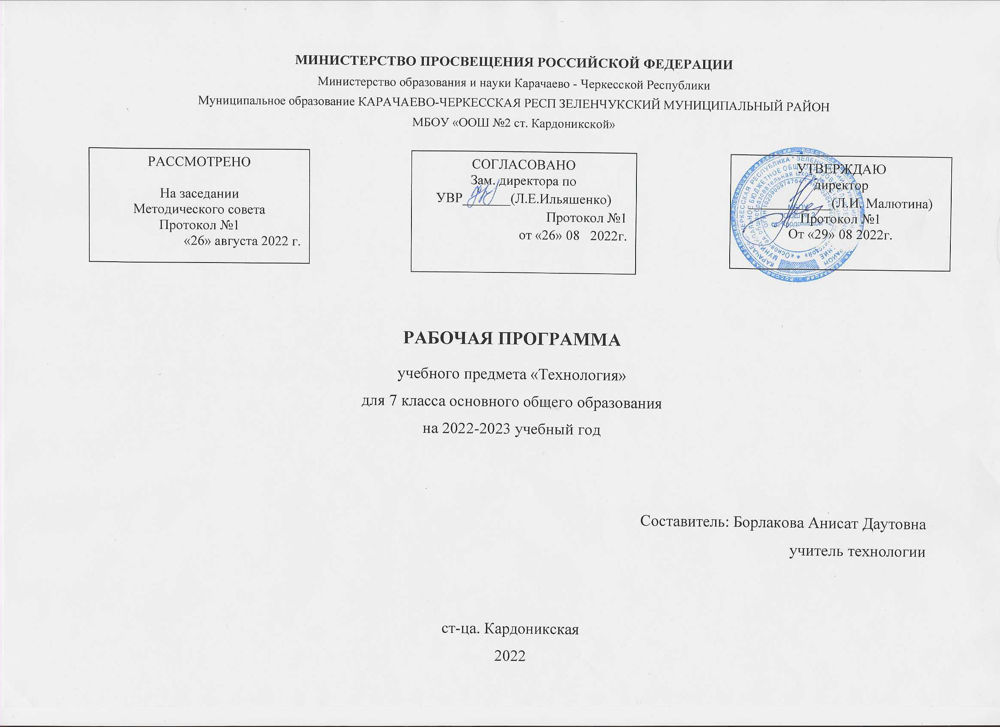 МИНИСТЕРСТВО ПРОСВЕЩЕНИЯ РОССИЙСКОЙ ФЕДЕРАЦИИ
Министерство образования и науки Карачаево - Черкесской Республики
Муниципальное образование КАРАЧАЕВО-ЧЕРКЕССКАЯ РЕСП ЗЕЛЕНЧУКСКИЙ МУНИЦИПАЛЬНЫЙ РАЙОН
МБОУ «ООШ №2 ст. Кардоникской»
РАССМОТРЕНО
На заседании
Методического совета
Протокол №1
«26» августа 2022 г.
СОГЛАСОВАНО
Зам. директора по
УВР________(Л.Е.Ильяшенко)
Протокол №1
от «26» 08 2022г.
УТВЕРЖДАЮ
директор
(Л.И. Малютина)
Протокол №1
От «29» 08 2022г.
РАБОЧАЯ ПРОГРАММА
учебного предмета «Технология»
для 7 класса основного общего образования
на 2022-2023 учебный год
Составитель: Борлакова Анисат Даутовна
учитель технологии
ст-ца. Кардоникская
2022